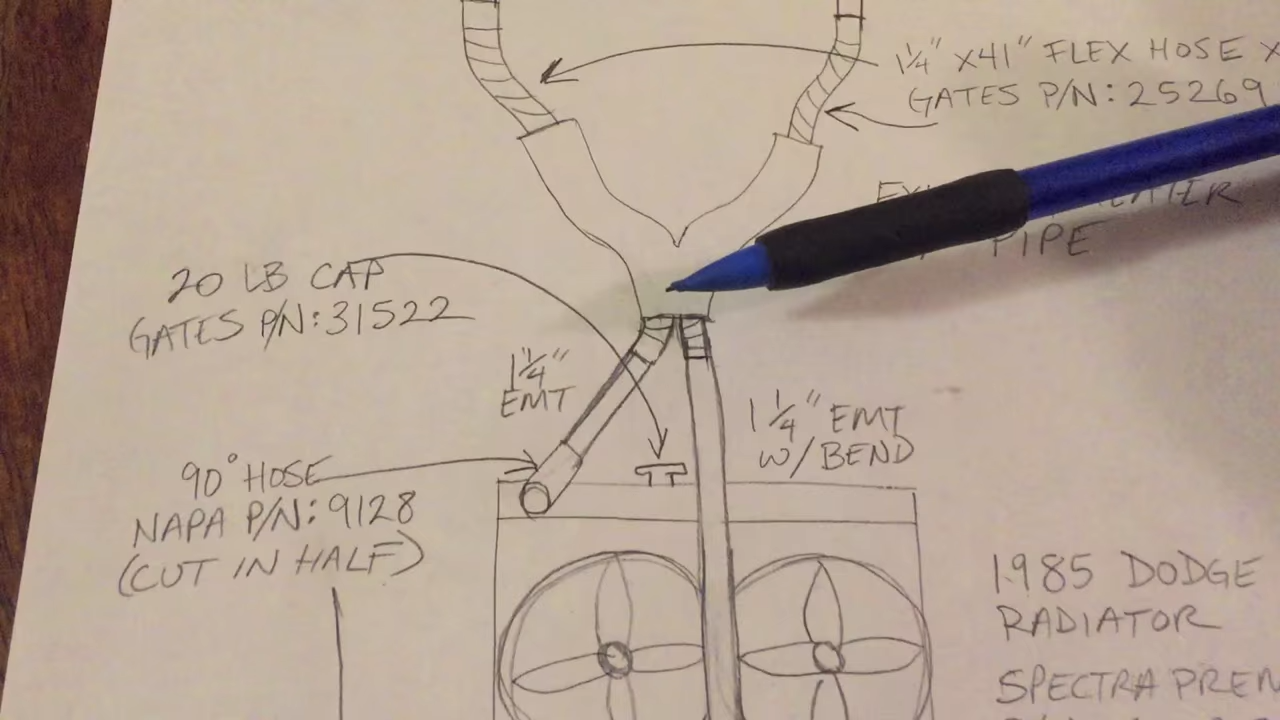 1¼" X41" FLEX HOSE X
GATES P/N: 25269
PIPE
20 LB CAP
GATES P/N: 31522
1¼"
EMT
1¼" EMT
W/ BEND
90° HOSE
NAPA P/N: 9128
(CUT IN HALF)
1985 DODGE
RADIATOR
SPECTRA